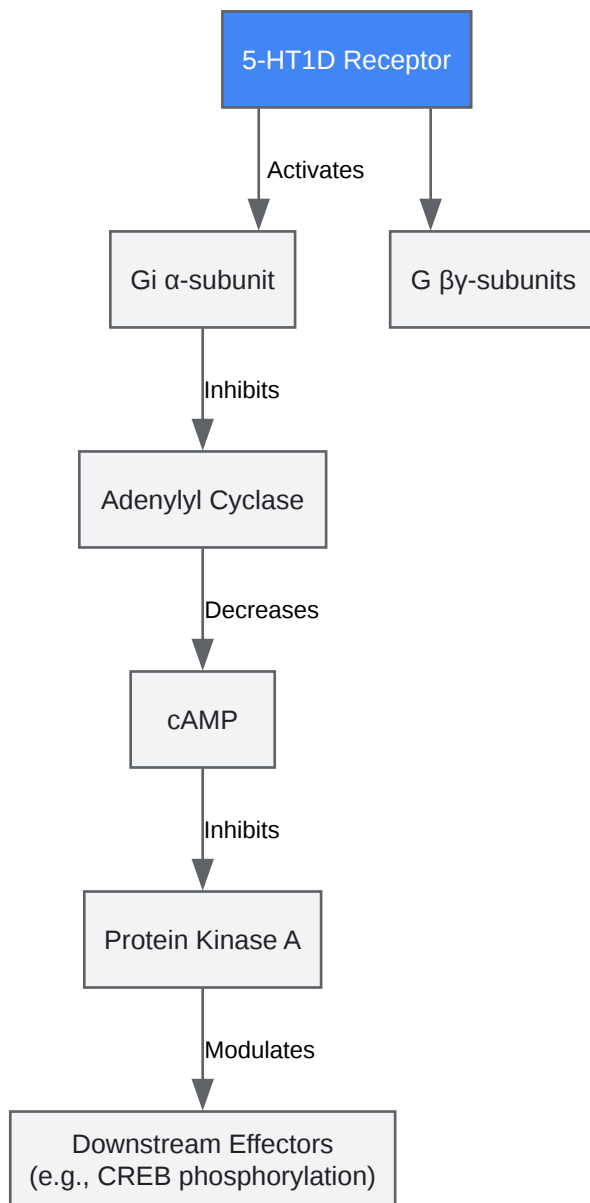 5-HT1D Receptor
Activates
Gi α-subunit
G βγ-subunits
Inhibits
Adenylyl Cyclase
Decreases
cAMP
Inhibits
Protein Kinase A
Modulates
Downstream Effectors
(e.g., CREB phosphorylation)